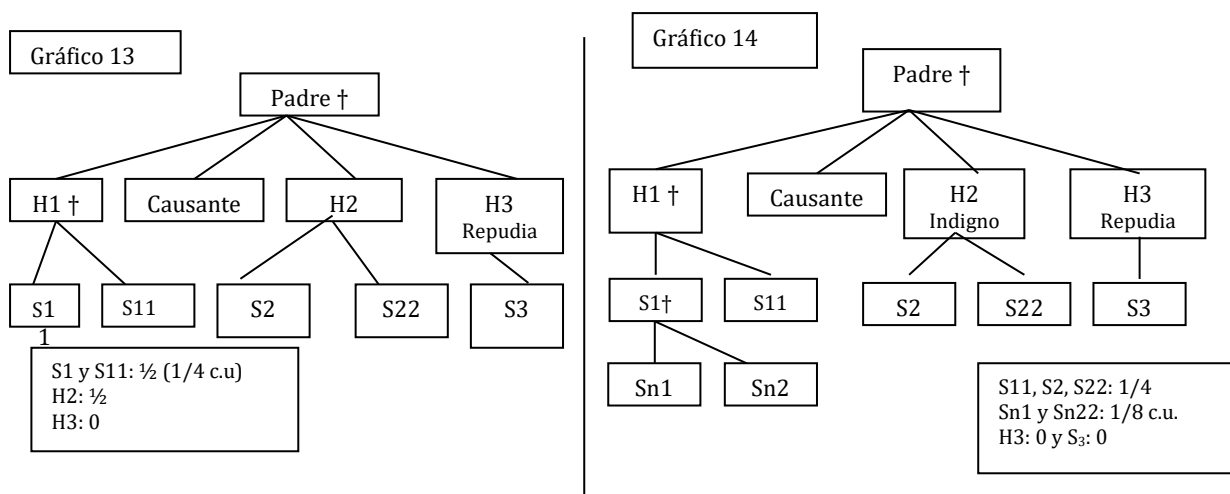 Gráfico 13
Padre †
H1 †
Causante
H2
H3
Repudia
S1
1
S11
S2
S22
S3
S1 y S11: ½ (1/4 c.u)
H2: ½
H3: 0
Gráfico 14
Padre †
H1 †
Causante
H2
Indigno
H3
Repudia
S1†
S11
S2
S22
S3
Sn1
Sn2
S11, S2, S22: 1/4
Sn1 y Sn22: 1/8 c.u.
H3: 0 y S₃: 0